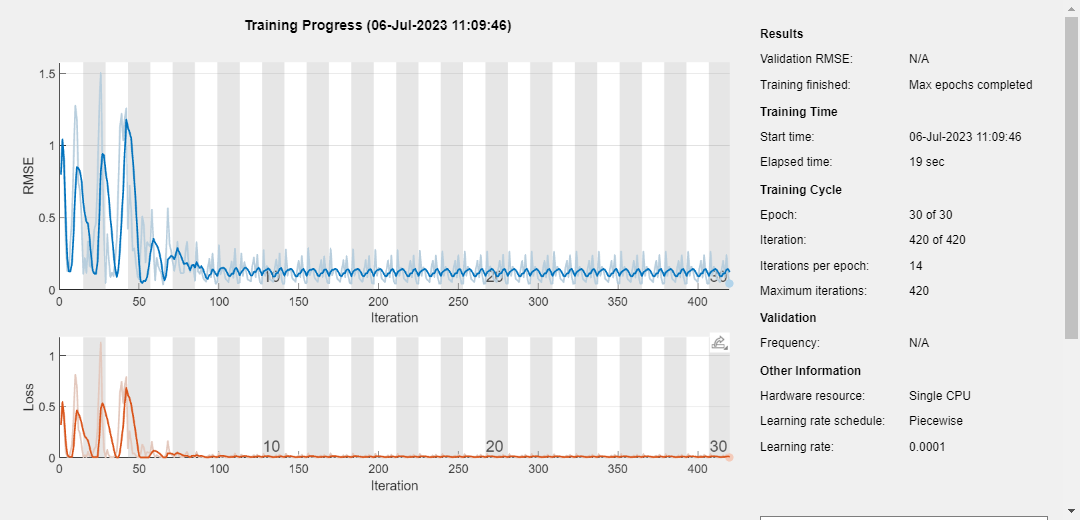 Training Progress (06-Jul-2023 11:09:46)
1.5
1
0.5
0
RMSE
10
20
30
0 50 100 150 200 250 300 350 400
Iteration
1
0.5
0
Loss
10
20
30
0 50 100 150 200 250 300 350 400
Iteration
Results
Validation RMSE: N/A
Training finished: Max epochs completed
Training Time
Start time: 06-Jul-2023 11:09:46
Elapsed time: 19 sec
Training Cycle
Epoch: 30 of 30
Iteration: 420 of 420
Iterations per epoch: 14
Maximum iterations: 420
Validation
Frequency: N/A
Other Information
Hardware resource: Single CPU
Learning rate schedule: Piecewise
Learning rate: 0.0001